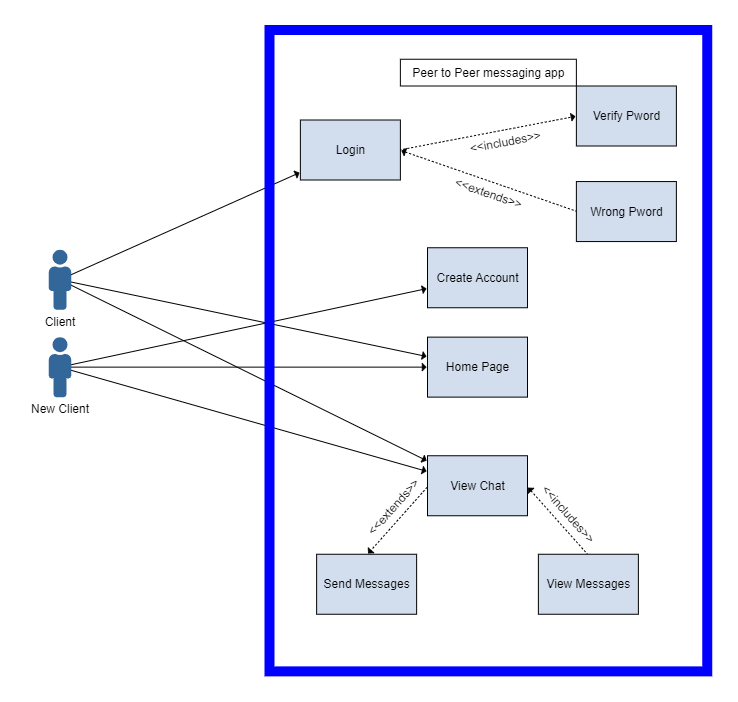 Peer to Peer messaging app
Verify Pword
Login
<<includes>>
<<extends>>
Wrong Pword
Create Account
Client
Home Page
New Client
View Chat
<<extends>>
<<includes>>
Send Messages
View Messages